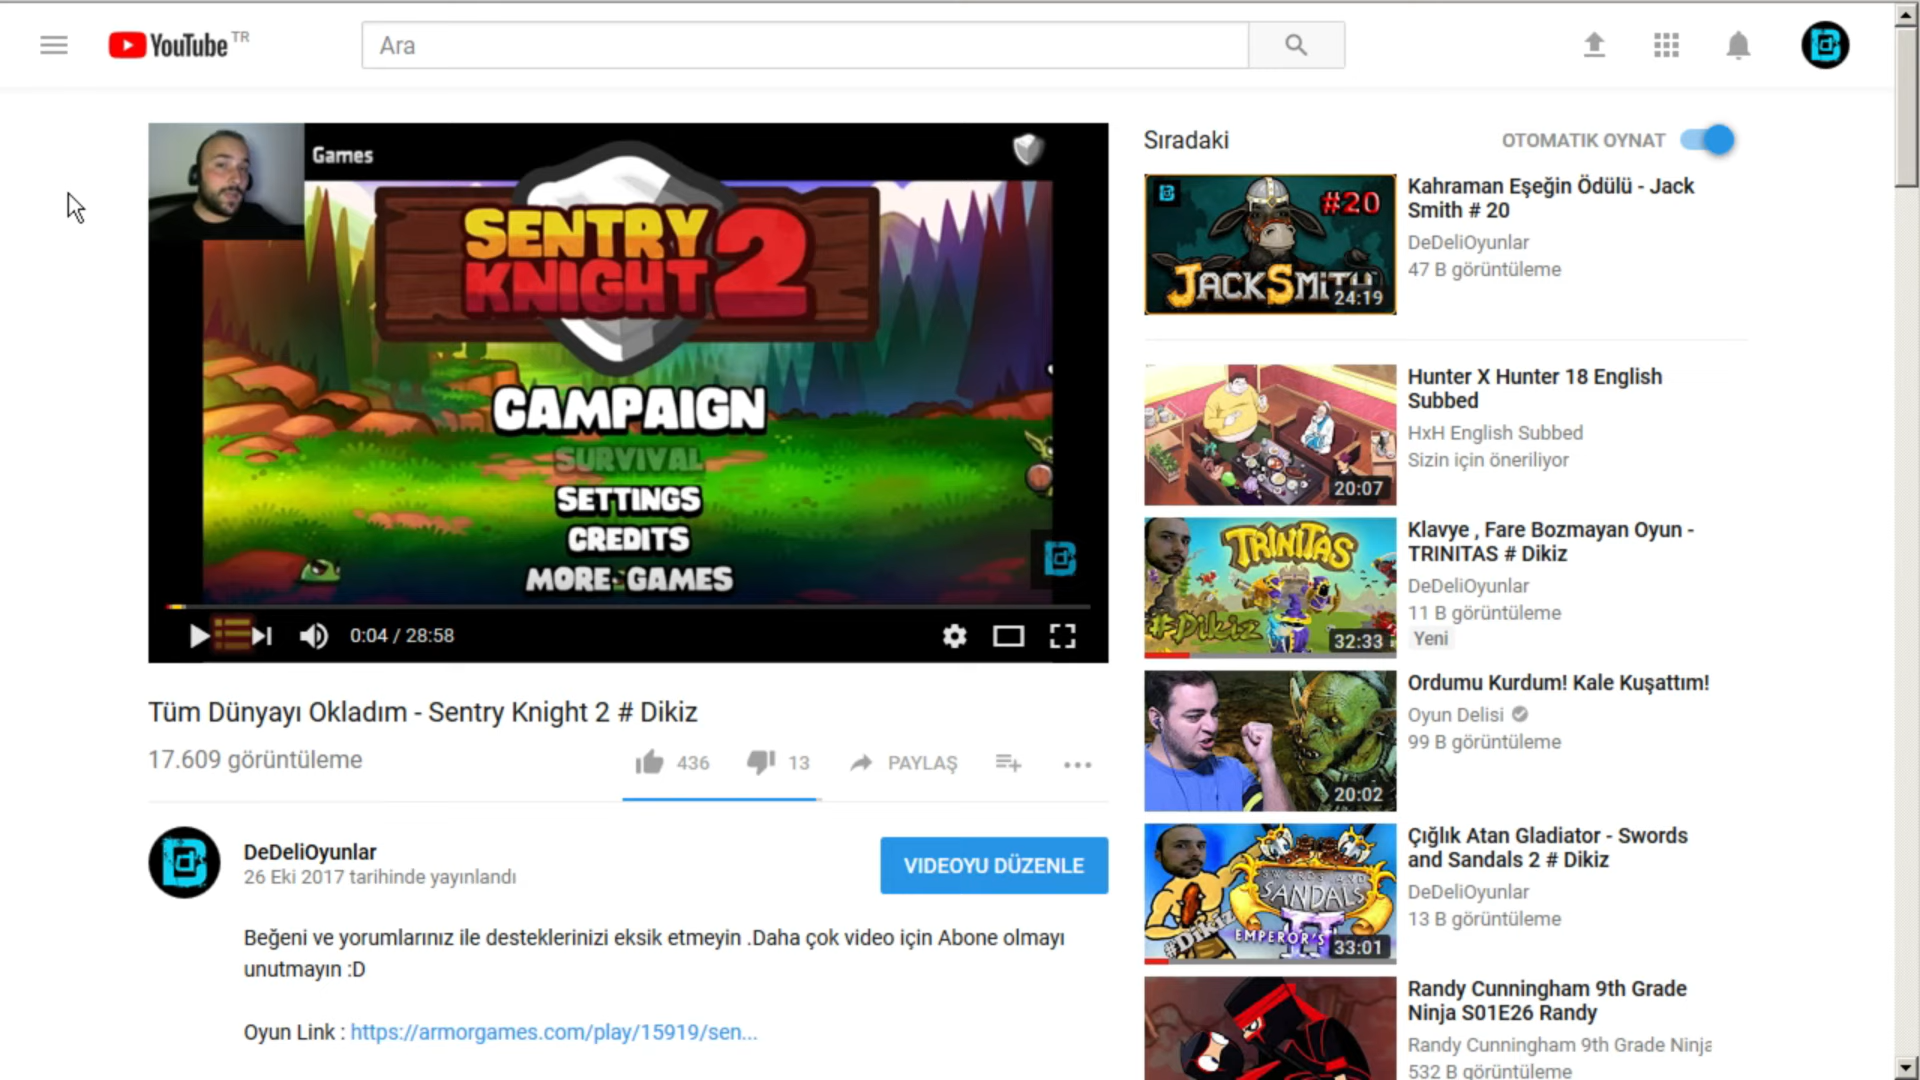 YouTube TR
Ara
Games
SENTRY
KNIGHT 2
CAMPAIGN
SURVIVAL
SETTINGS
CREDITS
MORE GAMES
0:04 / 28:58
Tüm Dünyayı Okladım - Sentry Knight 2 # Dikiz
17.609 görüntüleme
436
13
PAYLAŞ
DeDeliOyunlar
26 Eki 2017 tarihinde yayınlandı
VIDEOYU DÜZENLE
Beğeni ve yorumlarınız ile desteklerinizi eksik etmeyin .Daha çok video için Abone olmayı
unutmayın :D
Oyun Link : https://armorgames.com/play/15919/sen...
Sıradaki
OTOMATIK OYNAT
#20
JACKSMITH
24:19
Kahraman Eşeğin Ödülü - Jack
Smith # 20
DeDeliOyunlar
47 B görüntüleme
20:07
Hunter X Hunter 18 English
Subbed
HxH English Subbed
Sizin için öneriliyor
TRINITAS
#Dikiz
32:33
Klavye , Fare Bozmayan Oyun -
TRINITAS # Dikiz
DeDeliOyunlar
11 B görüntüleme
Yeni
20:02
Ordumu Kurdum! Kale Kuşattım!
Oyun Delisi
99 B görüntüleme
SWORDS AND
SANDALS
II
EMPEROR'S
#Dikiz
33:01
Çığlık Atan Gladiator - Swords
and Sandals 2 # Dikiz
DeDeliOyunlar
13 B görüntüleme
Randy Cunningham 9th Grade
Ninja S01E26 Randy
Randy Cunningham 9th Grade Ninja
532 B görüntüleme